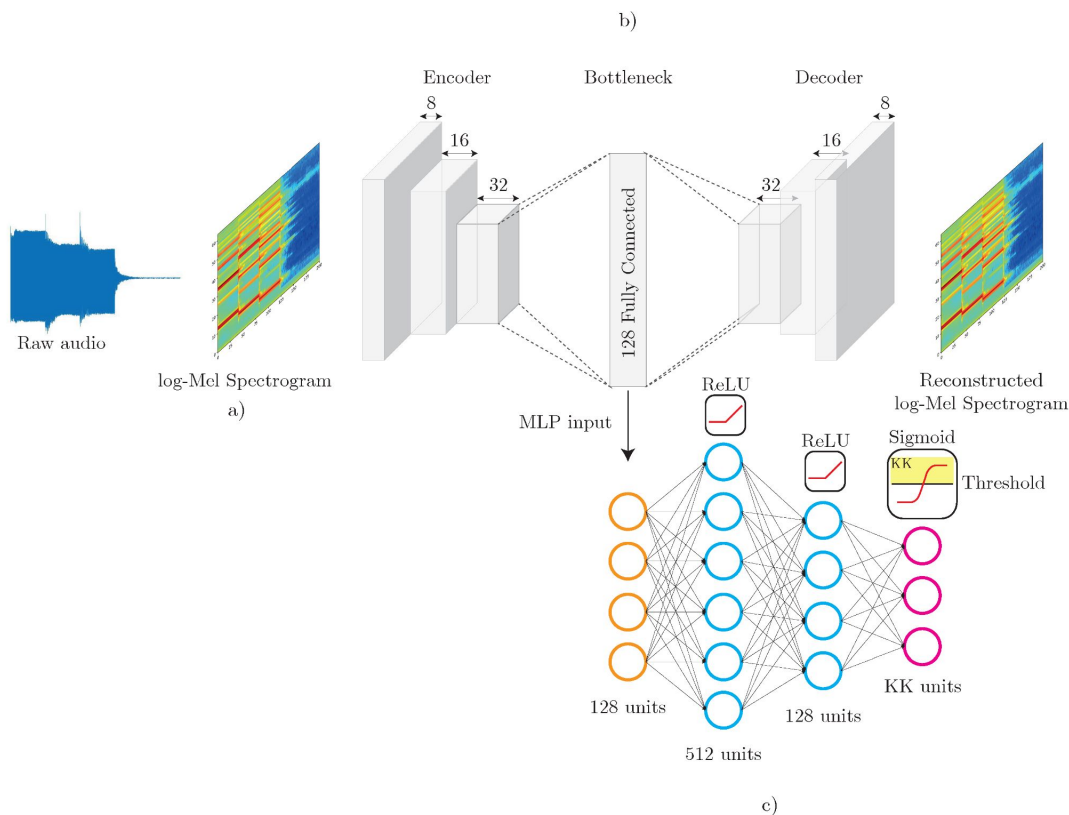 b)
Encoder
Bottleneck
Decoder
8
16
32
128 Fully Connected
32
16
8
Raw audio
log-Mel Spectrogram
a)
Reconstructed
log-Mel Spectrogram
MLP input
ReLU
ReLU
Sigmoid
KK
Threshold
128 units
512 units
128 units
KK units
c)